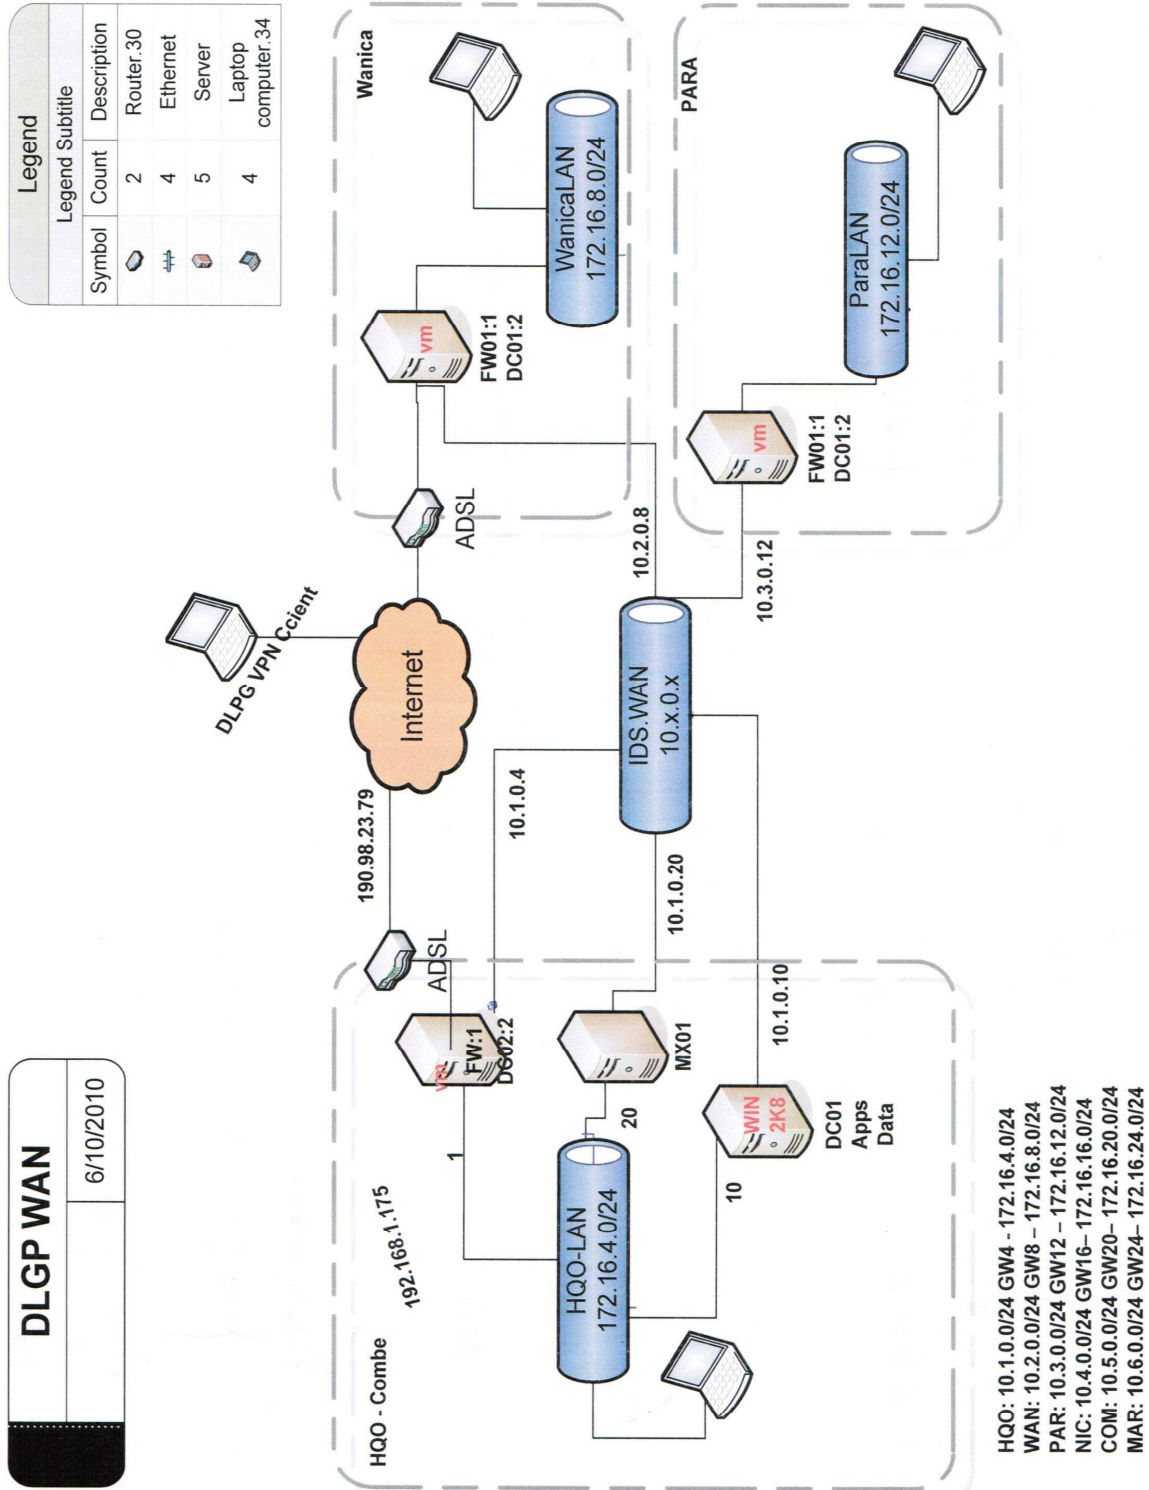 DLGP WAN
6/10/2010
Legend
Legend Subtitle
Symbol Count Description
2 Router.30
4 Ethernet
5 Server
4 Laptop
computer.34
HQO - Combe
192.168.1.175
HQO-LAN
172.16.4.0/24
1
20
10
vm
FW:1
DC02:2
ADSL
MX01
WIN
2K8
DC01
Apps
Data
190.98.23.79
10.1.0.4
10.1.0.20
10.1.0.10
DLPG VPN Ccient
Internet
IDS.WAN
10.x.0.x
10.2.0.8
10.3.0.12
ADSL
Wanica
vm
FW01:1
DC01:2
WanicaLAN
172.16.8.0/24
PARA
vm
FW01:1
DC01:2
ParaLAN
172.16.12.0/24
HQO: 10.1.0.0/24 GW4 - 172.16.4.0/24
WAN: 10.2.0.0/24 GW8 – 172.16.8.0/24
PAR: 10.3.0.0/24 GW12 – 172.16.12.0/24
NIC: 10.4.0.0/24 GW16– 172.16.16.0/24
COM: 10.5.0.0/24 GW20– 172.16.20.0/24
MAR: 10.6.0.0/24 GW24– 172.16.24.0/24